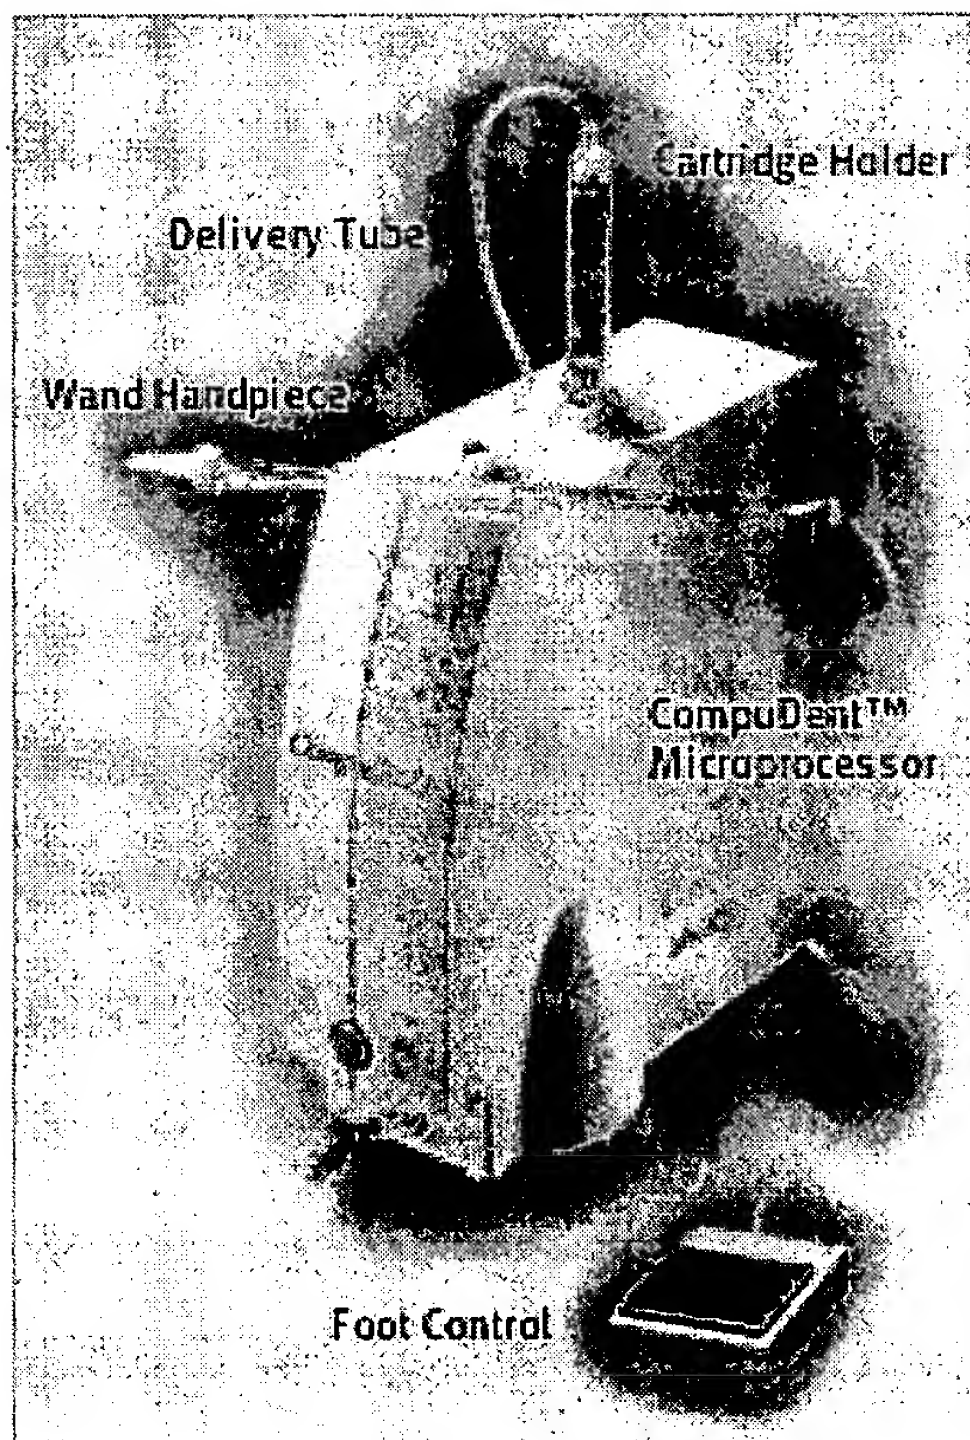 Cartridge Holder
Delivery Tube
Wand Handpiece
CompuDent™
Microprocessor
Foot Control